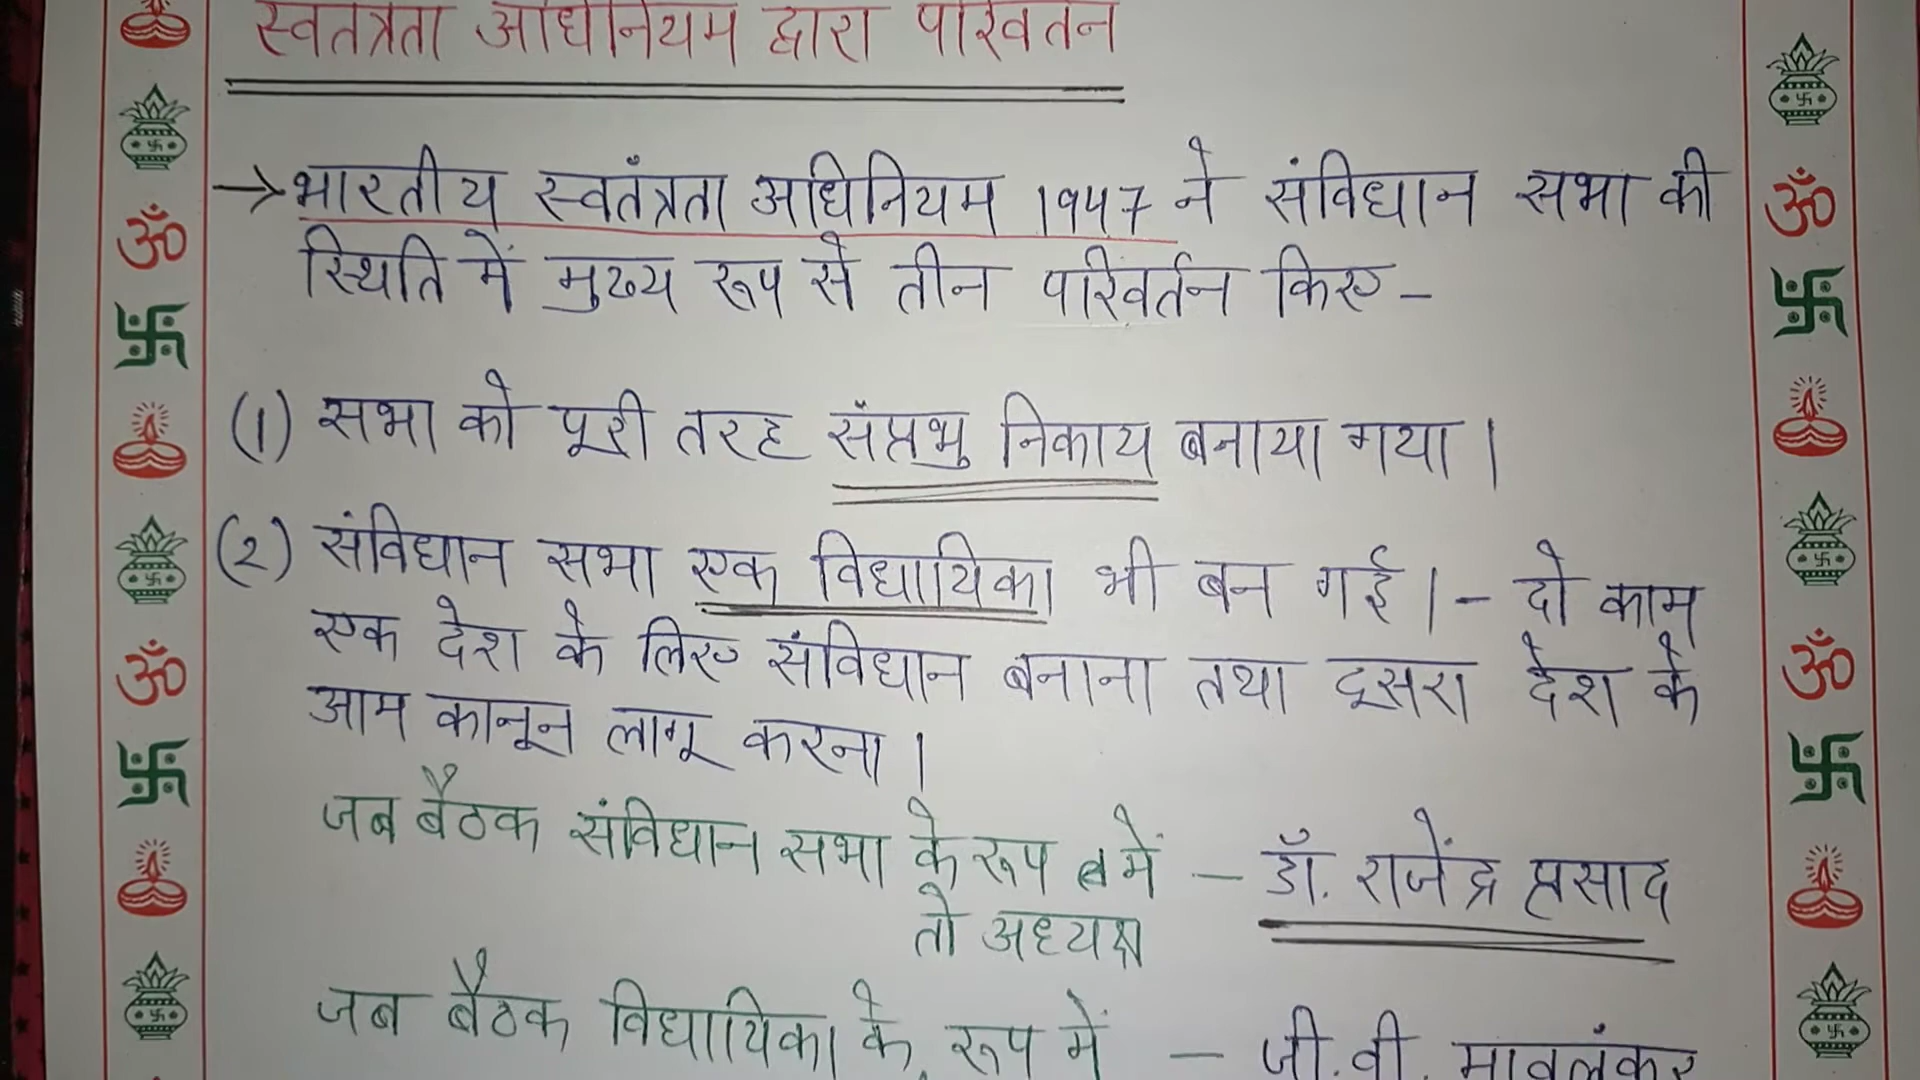 स्वतंत्रता अधिनियम द्वारा परिवर्तन
→ भारतीय स्वतंत्रता अधिनियम 1947 ने संविधान सभा की
स्थिति में मुख्य रूप से तीन परिवर्तन किए -
(1) सभा को पूरी तरह संप्रभु निकाय बनाया गया ।
(2) संविधान सभा एक विधायिका भी बन गई । - दो काम
एक देश के लिए संविधान बनाना तथा दूसरा देश के
आम कानून लागू करना ।
जब बैठक संविधान सभा के रूप में - डॉ. राजेंद्र प्रसाद
तो अध्यक्ष
जब बैठक विधायिका के रूप में - जी. वी. मावलंकर